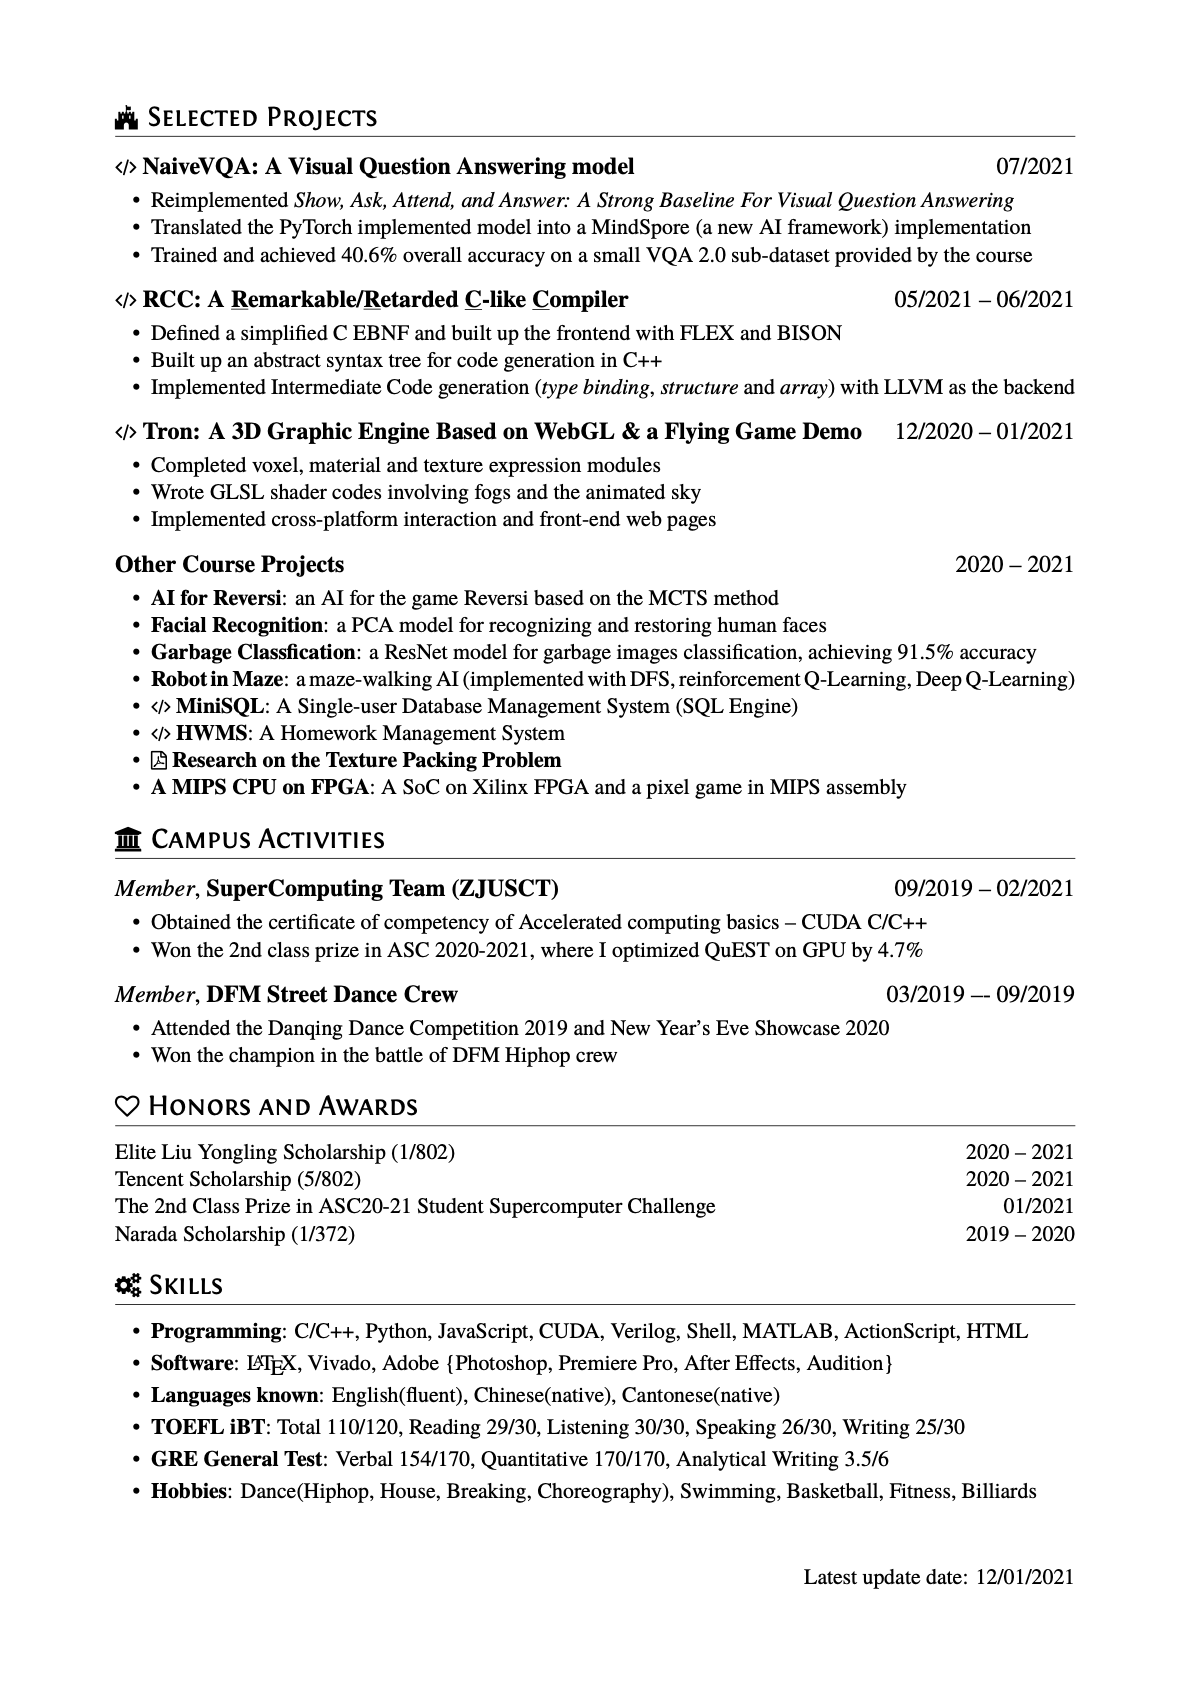 Selected Projects
NaiveVQA: A Visual Question Answering model 07/2021
• Reimplemented Show, Ask, Attend, and Answer: A Strong Baseline For Visual Question Answering
• Translated the PyTorch implemented model into a MindSpore (a new AI framework) implementation
• Trained and achieved 40.6% overall accuracy on a small VQA 2.0 sub-dataset provided by the course
RCC: A Remarkable/Retarded C-like Compiler 05/2021 – 06/2021
• Defined a simplified C EBNF and built up the frontend with FLEX and BISON
• Built up an abstract syntax tree for code generation in C++
• Implemented Intermediate Code generation (type binding, structure and array) with LLVM as the backend
Tron: A 3D Graphic Engine Based on WebGL & a Flying Game Demo 12/2020 – 01/2021
• Completed voxel, material and texture expression modules
• Wrote GLSL shader codes involving fogs and the animated sky
• Implemented cross-platform interaction and front-end web pages
Other Course Projects 2020 – 2021
• AI for Reversi: an AI for the game Reversi based on the MCTS method
• Facial Recognition: a PCA model for recognizing and restoring human faces
• Garbage Classfication: a ResNet model for garbage images classification, achieving 91.5% accuracy
• Robot in Maze: a maze-walking AI (implemented with DFS, reinforcement Q-Learning, Deep Q-Learning)
• MiniSQL: A Single-user Database Management System (SQL Engine)
• HWMS: A Homework Management System
• Research on the Texture Packing Problem
• A MIPS CPU on FPGA: A SoC on Xilinx FPGA and a pixel game in MIPS assembly
Campus Activities
Member, SuperComputing Team (ZJUSCT) 09/2019 – 02/2021
• Obtained the certificate of competency of Accelerated computing basics – CUDA C/C++
• Won the 2nd class prize in ASC 2020-2021, where I optimized QuEST on GPU by 4.7%
Member, DFM Street Dance Crew 03/2019 –- 09/2019
• Attended the Danqing Dance Competition 2019 and New Year’s Eve Showcase 2020
• Won the champion in the battle of DFM Hiphop crew
Honors and Awards
Elite Liu Yongling Scholarship (1/802) 2020 – 2021
Tencent Scholarship (5/802) 2020 – 2021
The 2nd Class Prize in ASC20-21 Student Supercomputer Challenge 01/2021
Narada Scholarship (1/372) 2019 – 2020
Skills
• Programming: C/C++, Python, JavaScript, CUDA, Verilog, Shell, MATLAB, ActionScript, HTML
• Software: LATEX, Vivado, Adobe {Photoshop, Premiere Pro, After Effects, Audition}
• Languages known: English(fluent), Chinese(native), Cantonese(native)
• TOEFL iBT: Total 110/120, Reading 29/30, Listening 30/30, Speaking 26/30, Writing 25/30
• GRE General Test: Verbal 154/170, Quantitative 170/170, Analytical Writing 3.5/6
• Hobbies: Dance(Hiphop, House, Breaking, Choreography), Swimming, Basketball, Fitness, Billiards
Latest update date: 12/01/2021